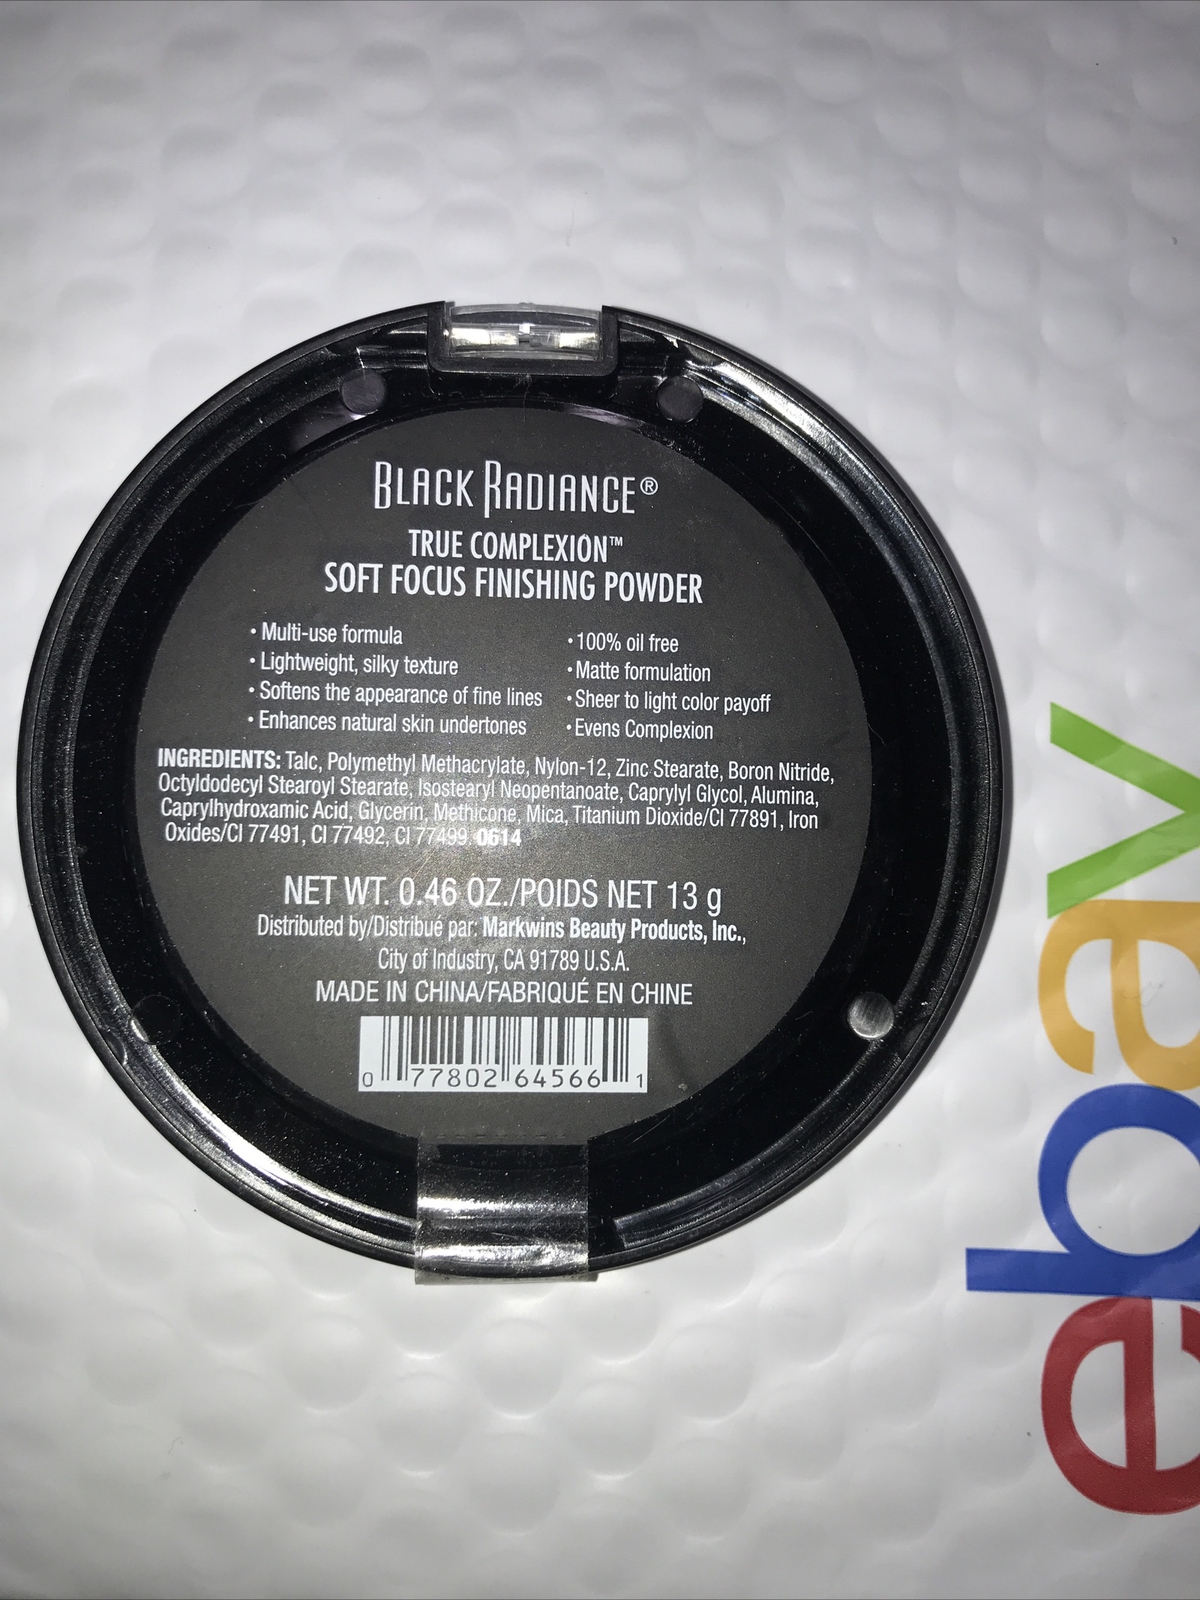 BLACK RADIANCE®
TRUE COMPLEXION™
SOFT FOCUS FINISHING POWDER
• Multi-use formula
• Lightweight, silky texture
• Softens the appearance of fine lines
• Enhances natural skin undertones
• 100% oil free
• Matte formulation
• Sheer to light color payoff
• Evens Complexion
INGREDIENTS: Talc, Polymethyl Methacrylate, Nylon-12, Zinc Stearate, Boron Nitride,
Octyldodecyl Stearoyl Stearate, Isostearyl Neopentanoate, Caprylyl Glycol, Alumina,
Caprylhydroxamic Acid, Glycerin, Methicone, Mica, Titanium Dioxide/CI 77891, Iron
Oxides/CI 77491, CI 77492, CI 77499. 0614
NET WT. 0.46 OZ./POIDS NET 13 g
Distributed by/Distribué par: Markwins Beauty Products, Inc.,
City of Industry, CA 91789 U.S.A.
MADE IN CHINA/FABRIQUÉ EN CHINE
0 77802 64566 1
ebay